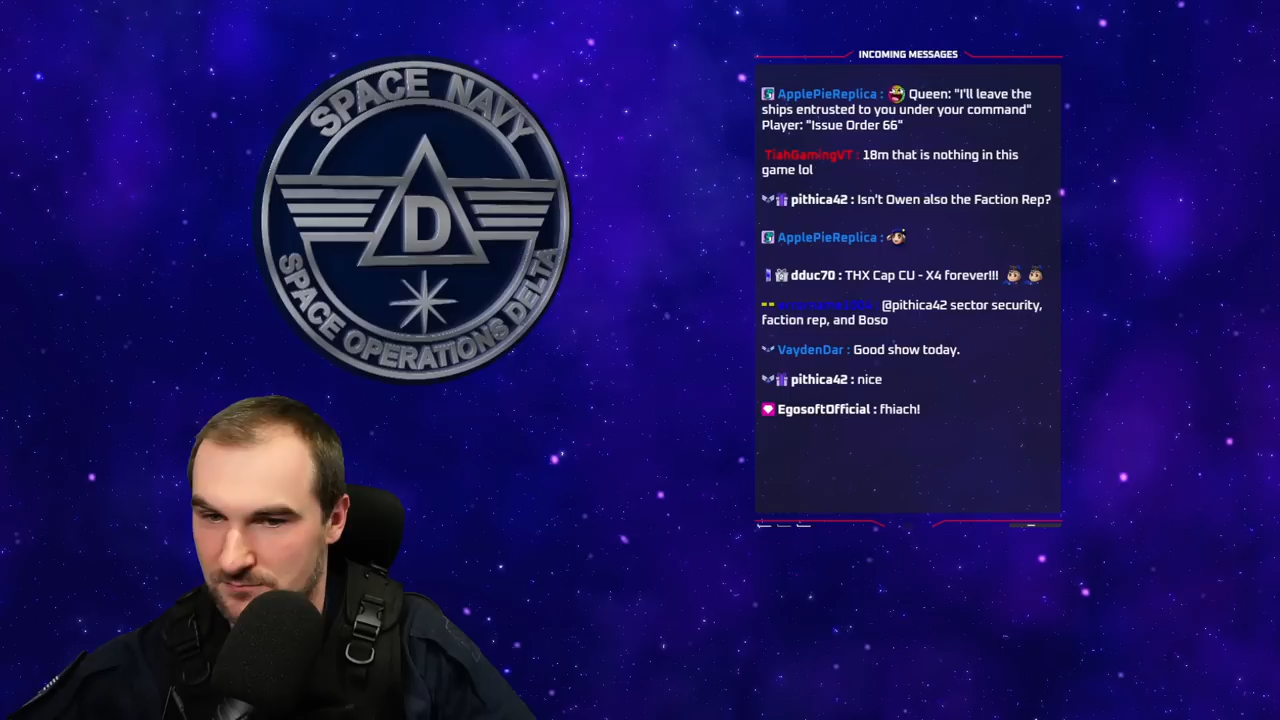 SPACE NAVY
D
SPACE OPERATIONS DELTA
INCOMING MESSAGES
ApplePieReplica : Queen: "I'll leave the
ships entrusted to you under your command"
Player: "Issue Order 66"
TiahGamingVT : 18m that is nothing in this
game lol
pithica42 : Isn't Owen also the Faction Rep?
ApplePieReplica :
dduc70 : THX Cap CU - X4 forever!!!
@pithica42 sector security,
faction rep, and Boso
VaydenDar : Good show today.
pithica42 : nice
EgosoftOfficial : fhiach!